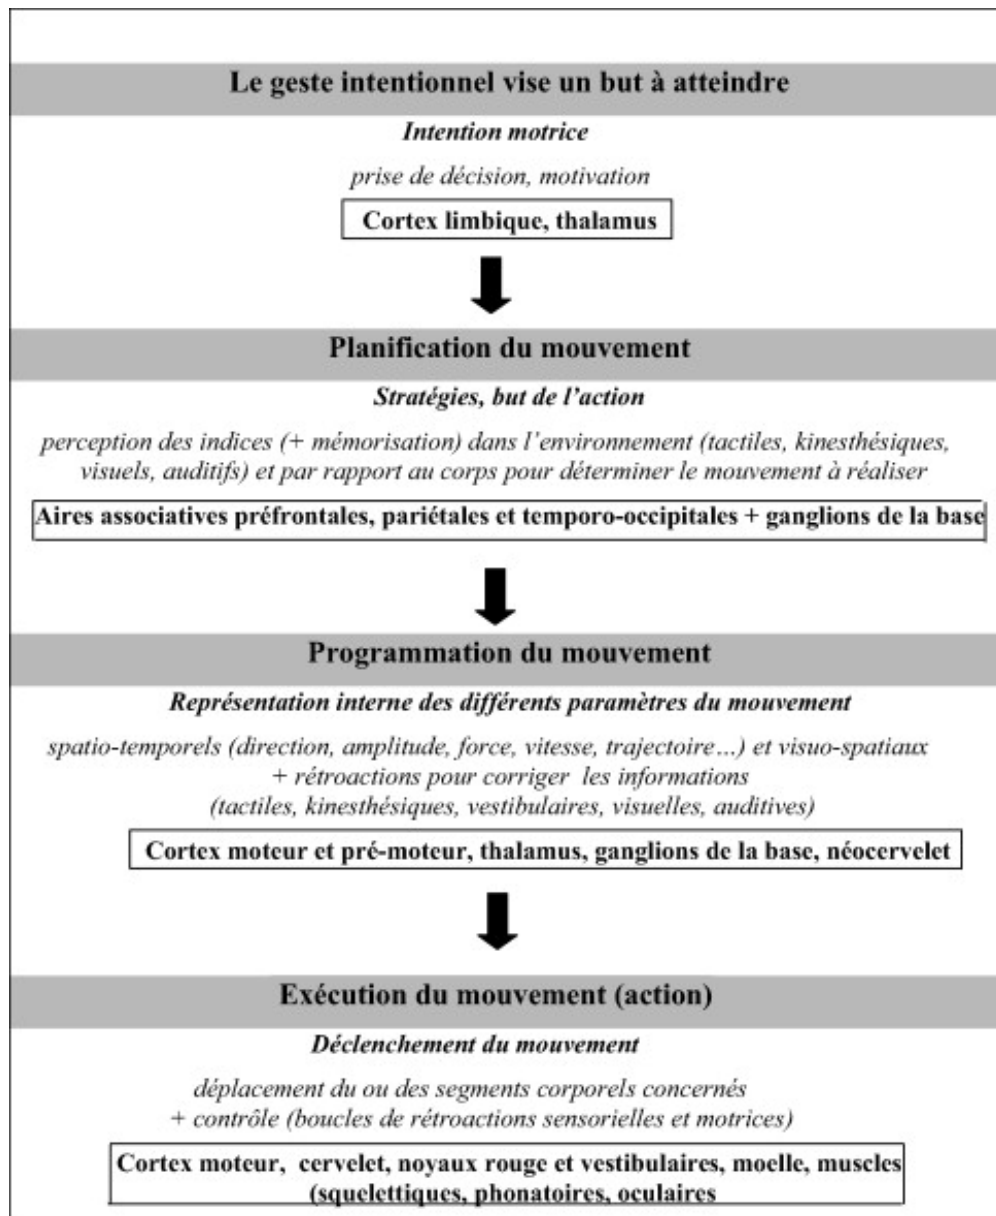 Le geste intentionnel vise un but à atteindre
Intention motrice
prise de décision, motivation
Cortex limbique, thalamus
Planification du mouvement
Stratégies, but de l'action
perception des indices (+ mémorisation) dans l'environnement (tactiles, kinesthésiques,
visuels, auditifs) et par rapport au corps pour déterminer le mouvement à réaliser
Aires associatives préfrontales, pariétales et temporo-occipitales + ganglions de la base
Programmation du mouvement
Représentation interne des différents paramètres du mouvement
spatio-temporels (direction, amplitude, force, vitesse, trajectoire…) et visuo-spatiaux
+ rétroactions pour corriger les informations
(tactiles, kinesthésiques, vestibulaires, visuelles, auditives)
Cortex moteur et pré-moteur, thalamus, ganglions de la base, néocervelet
Exécution du mouvement (action)
Déclenchement du mouvement
déplacement du ou des segments corporels concernés
+ contrôle (boucles de rétroactions sensorielles et motrices)
Cortex moteur, cervelet, noyaux rouge et vestibulaires, moelle, muscles
(squelettiques, phonatoires, oculaires